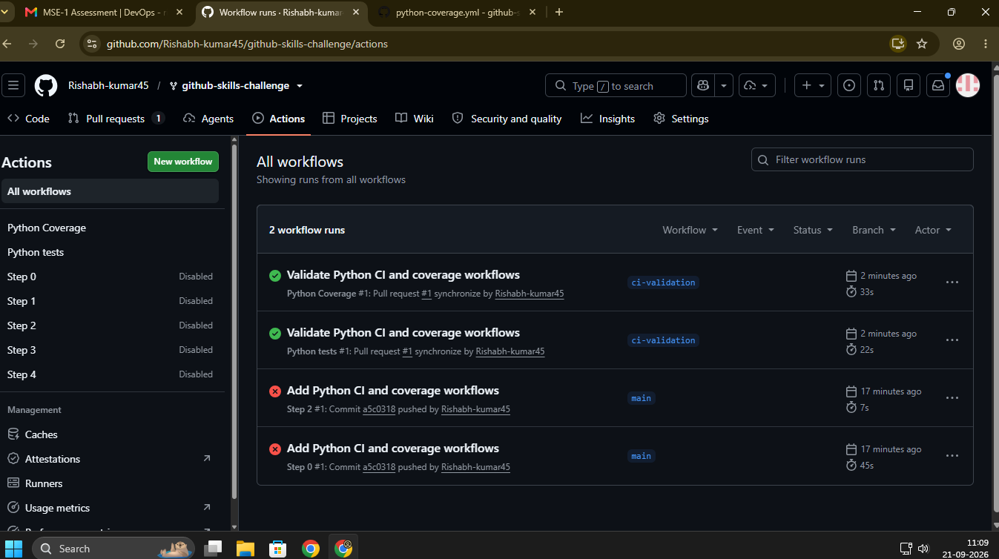 MSE-1 Assessment | DevOps -
Workflow runs · Rishabh-kumar
python-coverage.yml - github-s
github.com/Rishabh-kumar45/github-skills-challenge/actions
Rishabh-kumar45 / github-skills-challenge
Type / to search
Code
Pull requests 1
Agents
Actions
Projects
Wiki
Security and quality
Insights
Settings
Actions
New workflow
All workflows
Python Coverage
Python tests
Step 0 Disabled
Step 1 Disabled
Step 2 Disabled
Step 3 Disabled
Step 4 Disabled
Management
Caches
Attestations
Runners
Usage metrics
All workflows
Showing runs from all workflows
Filter workflow runs
2 workflow runs
Workflow Event Status Branch Actor
Validate Python CI and coverage workflows
Python Coverage #1: Pull request #1 synchronize by Rishabh-kumar45
ci-validation
2 minutes ago
33s
Validate Python CI and coverage workflows
Python tests #1: Pull request #1 synchronize by Rishabh-kumar45
ci-validation
2 minutes ago
22s
Add Python CI and coverage workflows
Step 2 #1: Commit a5c0318 pushed by Rishabh-kumar45
main
17 minutes ago
7s
Add Python CI and coverage workflows
Step 0 #1: Commit a5c0318 pushed by Rishabh-kumar45
main
17 minutes ago
45s
Search
11:09
21-09-2026